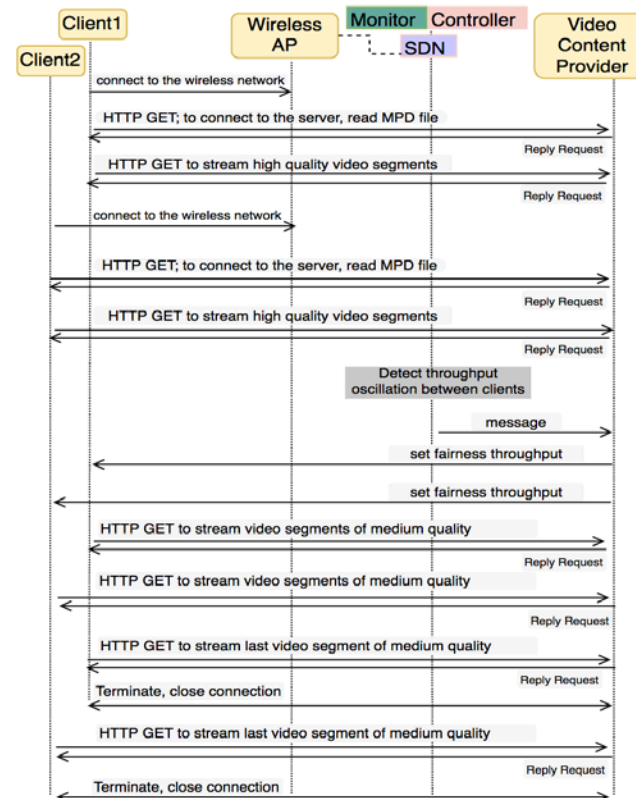 Client1
Client2
Wireless
AP
Monitor
Controller
SDN
Video
Content
Provider
connect to the wireless network
HTTP GET; to connect to the server, read MPD file
Reply Request
HTTP GET to stream high quality video segments
Reply Request
connect to the wireless network
HTTP GET; to connect to the server, read MPD file
Reply Request
HTTP GET to stream high quality video segments
Reply Request
Detect throughput
oscillation between clients
message
set fairness throughput
set fairness throughput
HTTP GET to stream video segments of medium quality
Reply Request
HTTP GET to stream video segments of medium quality
Reply Request
HTTP GET to stream last video segment of medium quality
Reply Request
Terminate, close connection
HTTP GET to stream last video segment of medium quality
Reply Request
Terminate, close connection